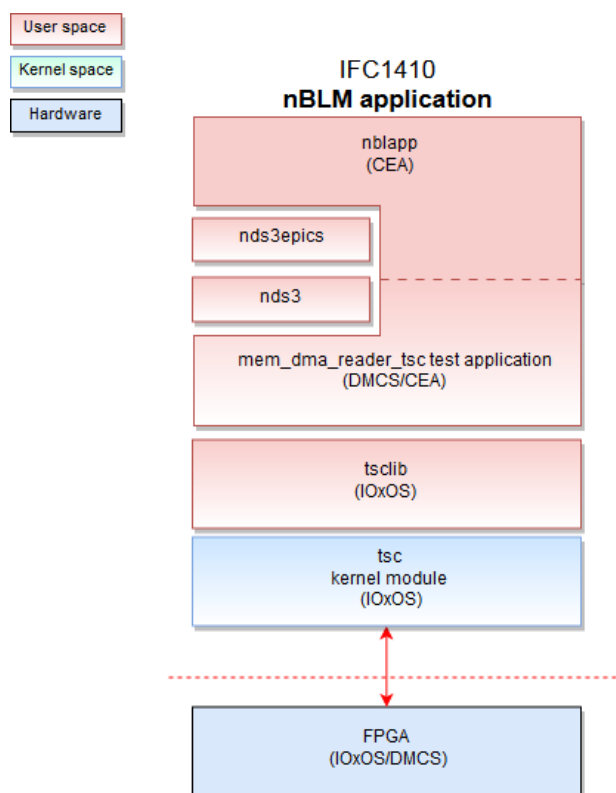 User space
Kernel space
Hardware
IFC1410
nBLM application
nblapp
(CEA)
nds3epics
nds3
mem_dma_reader_tsc test application
(DMCS/CEA)
tsclib
(IOxOS)
tsc
kernel module
(IOxOS)
FPGA
(IOxOS/DMCS)